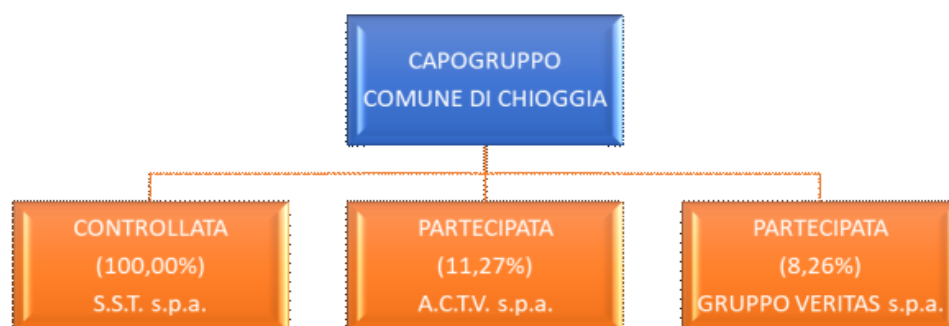 CAPOGRUPPO
COMUNE DI CHIOGGIA
CONTROLLATA
(100,00%)
S.S.T. s.p.a.
PARTECIPATA
(11,27%)
A.C.T.V. s.p.a.
PARTECIPATA
(8,26%)
GRUPPO VERITAS s.p.a.